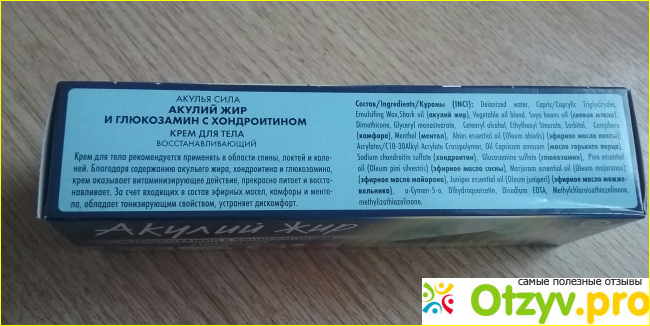 АКУЛЬЯ СИЛА
АКУЛИЙ ЖИР
И ГЛЮКОЗАМИН С ХОНДРОИТИНОМ
КРЕМ ДЛЯ ТЕЛА
ВОССТАНАВЛИВАЮЩИЙ
Крем для тела рекомендуется применять в области спины, локтей и коле-
ней. Благодаря содержанию акульего жира, хондроитина и глюкозамина,
крем оказывает витаминизирующее действие, прекрасно питает и восста-
навливает. За счет входящих в состав эфирных масел, камфоры и менто-
ла, обладает тонизирующим свойством, устраняет дискомфорт.
Состав/Ingredients/Курамы (INCI): Deionized water, Capric/Caprylic Triglycirydes,
Emulsifing Wax, Shark oil (акулий жир), Vegetable oil blend, Soya beans oil (соевое масло),
Dimethicone, Glyceryl monostearate, Cetearyl alcohol, Ethylhexyl Stearate, Sorbitol, Camphora
(камфора), Menthol (ментол), Abies essential oil (Oleum abietis) (эфирное масло пихты),
Acrylates/C10-30Alkyl Acrylate Crosspolymer, Oil Capsicum annuum (масло горького перца),
Sodium chondroitin sulfate (хондроитин), Glucosamine sulfate (глюкозамин), Pine essential
oil (Oleum pini silvestris) (эфирное масло сосны), Marjoram essential oil (Oleum majoranae)
(эфирное масло майорана), Juniper essential oil (Oleum juniperi) (эфирное масло можже-
вельника), α-Cymen-5-o, Dihydroquercetin, Disodium EDTA, Methylchloroisothiazolinone,
methylisothiazolinone.
Акулий жир
самые полезные отзывы
Otzyv.pro